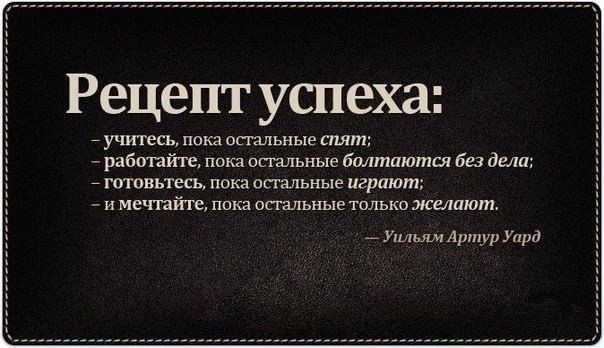 Рецепт успеха:
– учитесь, пока остальные спят;
– работайте, пока остальные болтаются без дела;
– готовьтесь, пока остальные играют;
– и мечтайте, пока остальные только желают.
— Уильям Артур Уард